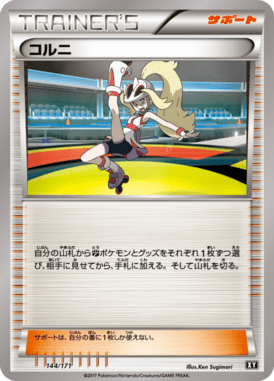 TRAINER'S
サポート
コルニ
自分の山札から闘ポケモンとグッズをそれぞれ1枚ずつ選
び、相手に見せてから、手札に加える。そして山札を切る。
サポートは、自分の番に1枚しか使えない。
144/171
Illus.Ken Sugimori
XY
©2017 Pokémon/Nintendo/Creatures/GAME FREAK.